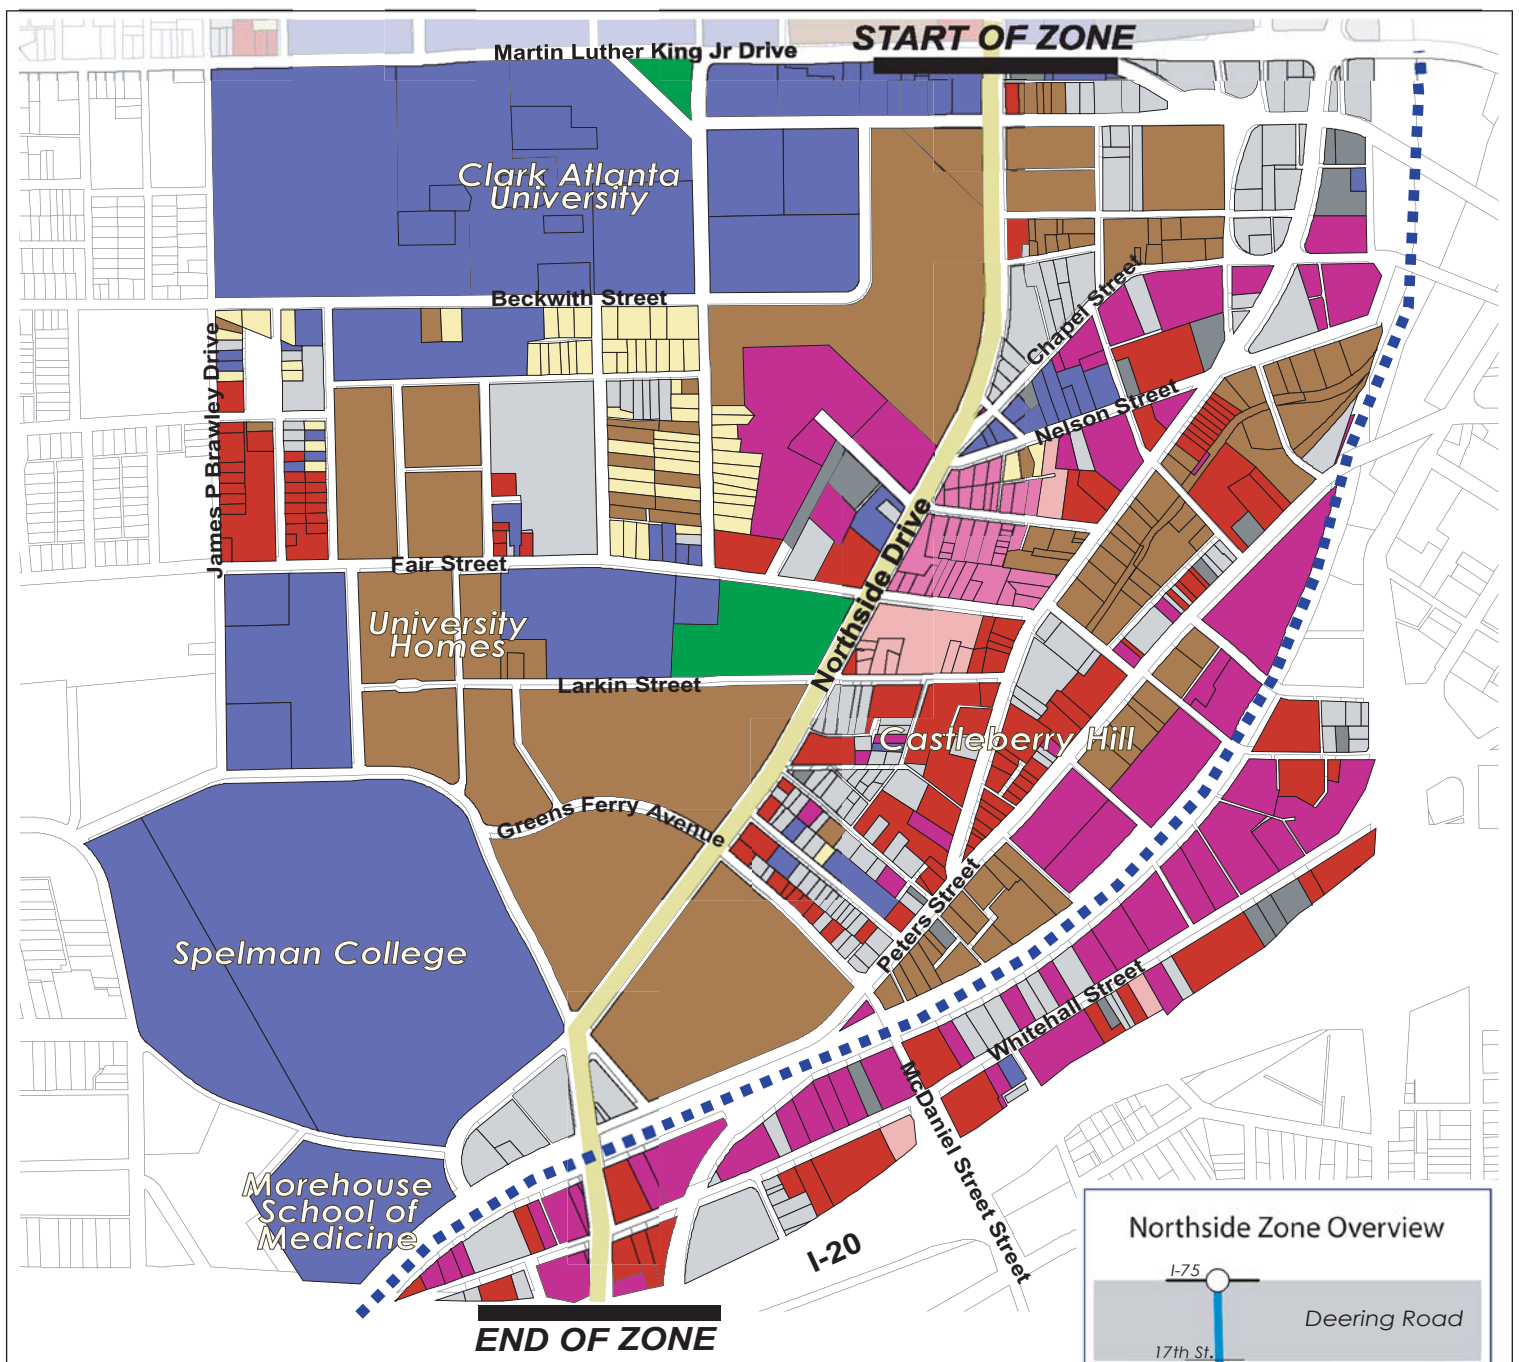 START OF ZONE
Martin Luther King Jr Drive
Clark Atlanta
University
Beckwith Street
Chapel Street
Nelson Street
James P Brawley Drive
Northside Drive
Fair Street
University
Homes
Larkin Street
Castleberry Hill
Greens Ferry Avenue
Peters Street
Spelman College
Whitehall Street
McDaniel Street Street
Morehouse
School of
Medicine
I-20
END OF ZONE
Northside Zone Overview
I-75
Deering Road
17th St.